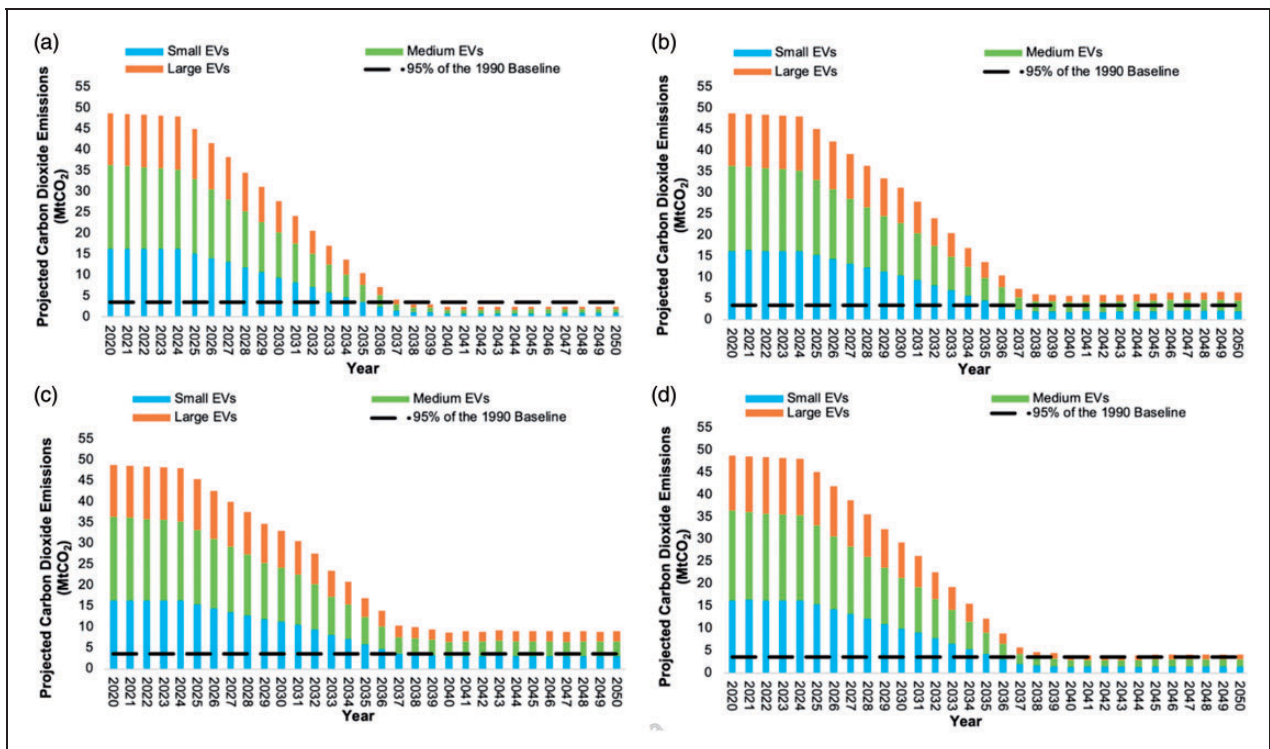 (a)
Small EVs
Medium EVs
Large EVs
95% of the 1990 Baseline
Projected Carbon Dioxide Emissions
(MtCO₂)
55
50
45
40
35
30
25
20
15
10
5
0
2020 2021 2022 2023 2024 2025 2026 2027 2028 2029 2030 2031 2032 2033 2034 2035 2036 2037 2038 2039 2040 2041 2042 2043 2044 2045 2046 2047 2048 2049 2050
Year
(b)
Small EVs
Medium EVs
Large EVs
95% of the 1990 Baseline
Projected Carbon Dioxide Emissions
(MtCO₂)
55
50
45
40
35
30
25
20
15
10
5
0
2020 2021 2022 2023 2024 2025 2026 2027 2028 2029 2030 2031 2032 2033 2034 2035 2036 2037 2038 2039 2040 2041 2042 2043 2044 2045 2046 2047 2048 2049 2050
Year
(c)
Small EVs
Medium EVs
Large EVs
95% of the 1990 Baseline
Projected Carbon Dioxide Emissions
(MtCO₂)
55
50
45
40
35
30
25
20
15
10
5
0
2020 2021 2022 2023 2024 2025 2026 2027 2028 2029 2030 2031 2032 2033 2034 2035 2036 2037 2038 2039 2040 2041 2042 2043 2044 2045 2046 2047 2048 2049 2050
Year
(d)
Small EVs
Medium EVs
Large EVs
95% of the 1990 Baseline
Projected Carbon Dioxide Emissions
(MtCO₂)
55
50
45
40
35
30
25
20
15
10
5
0
2020 2021 2022 2023 2024 2025 2026 2027 2028 2029 2030 2031 2032 2033 2034 2035 2036 2037 2038 2039 2040 2041 2042 2043 2044 2045 2046 2047 2048 2049 2050
Year